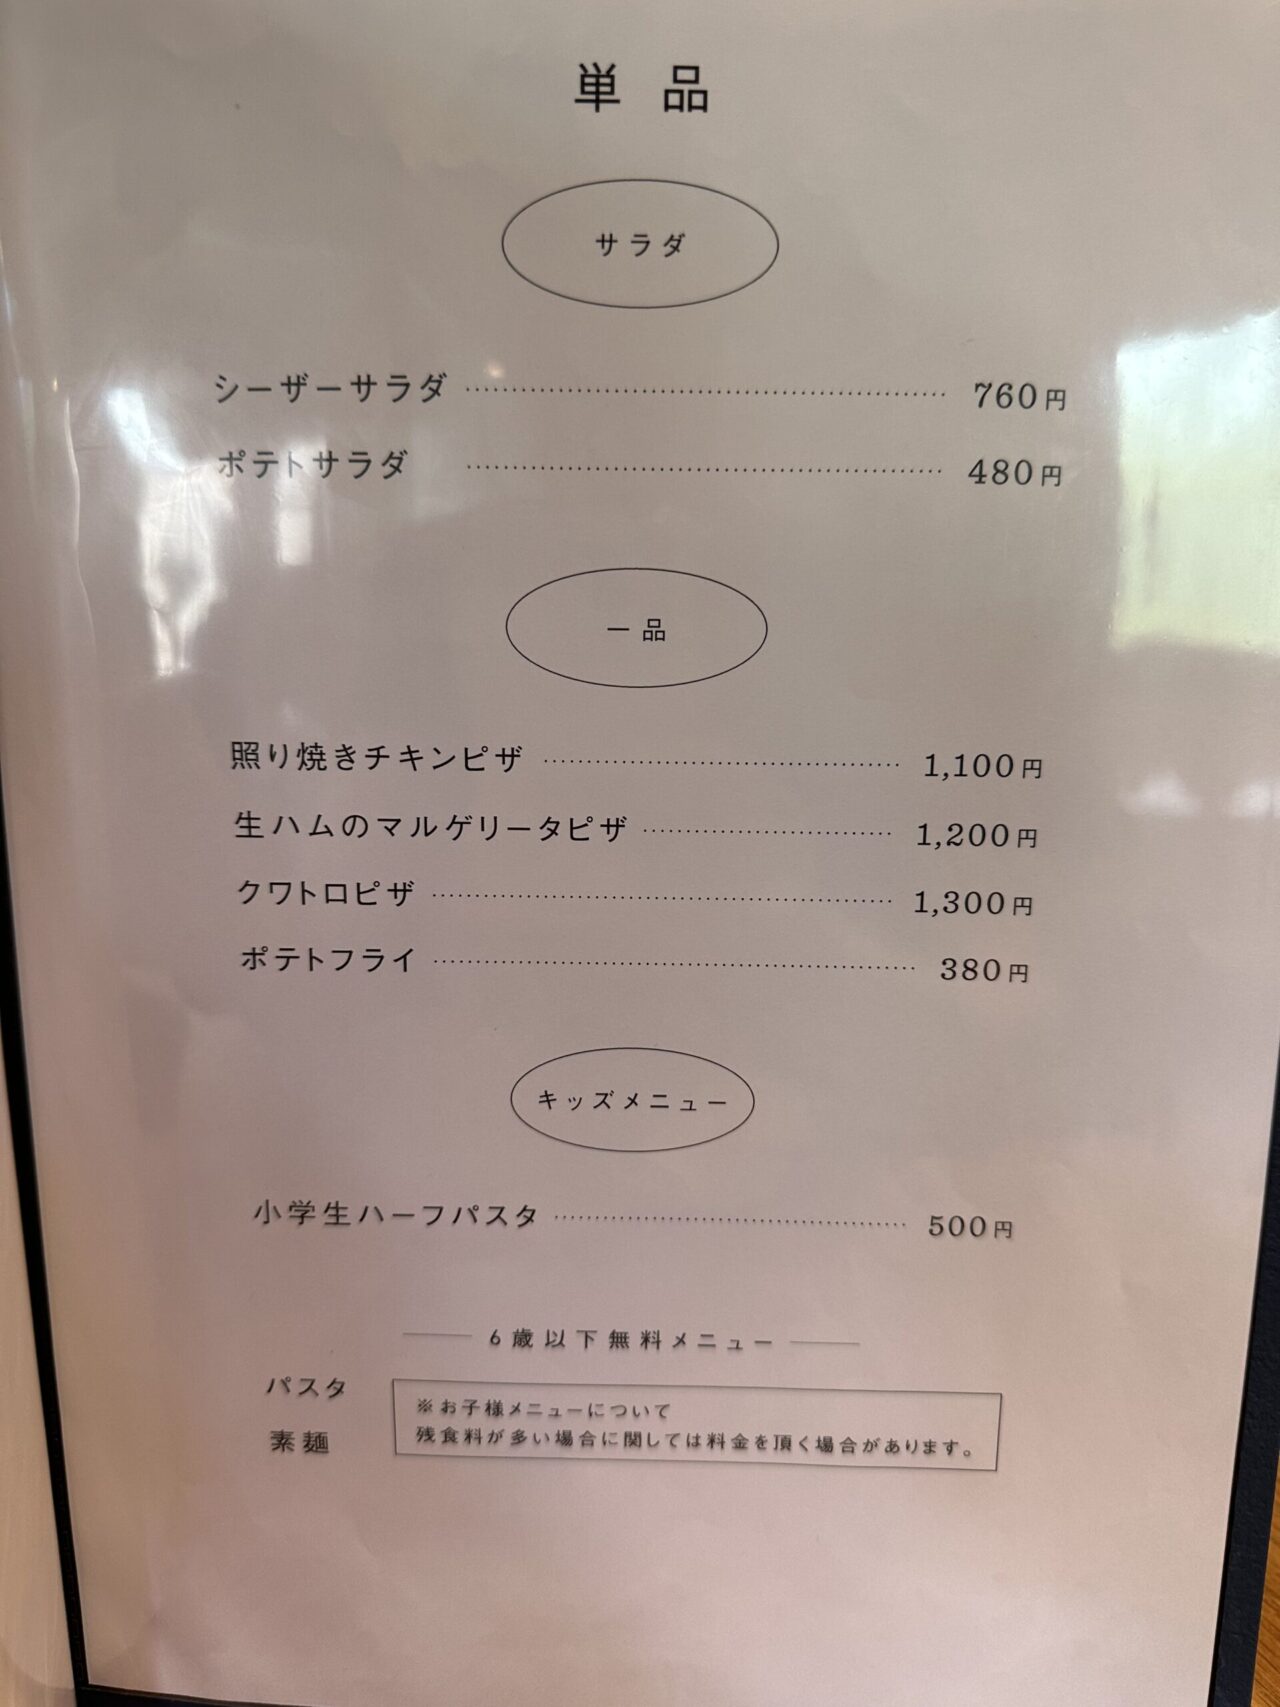 単品
サラダ
シーザーサラダ 760円
ポテトサラダ 480円
一品
照り焼きチキンピザ 1,100円
生ハムのマルゲリータピザ 1,200円
クワトロピザ 1,300円
ポテトフライ 380円
キッズメニュー
小学生ハーフパスタ 500円
6歳以下無料メニュー
パスタ
素麺
※お子様メニューについて
残食料が多い場合に関しては料金を頂く場合があります。